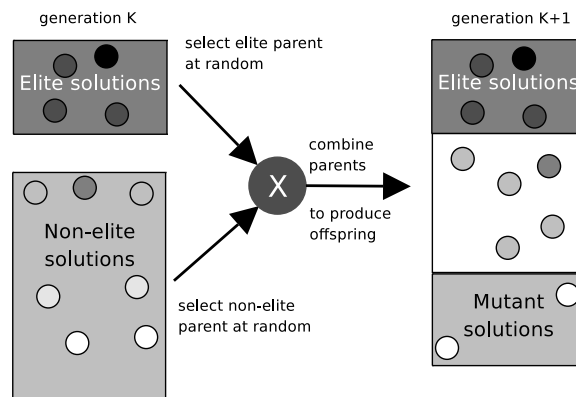 generation K
generation K+1
select elite parent
at random
Elite solutions
Elite solutions
combine
parents
X
to produce
offspring
Non-elite
solutions
select non-elite
parent at random
Mutant
solutions